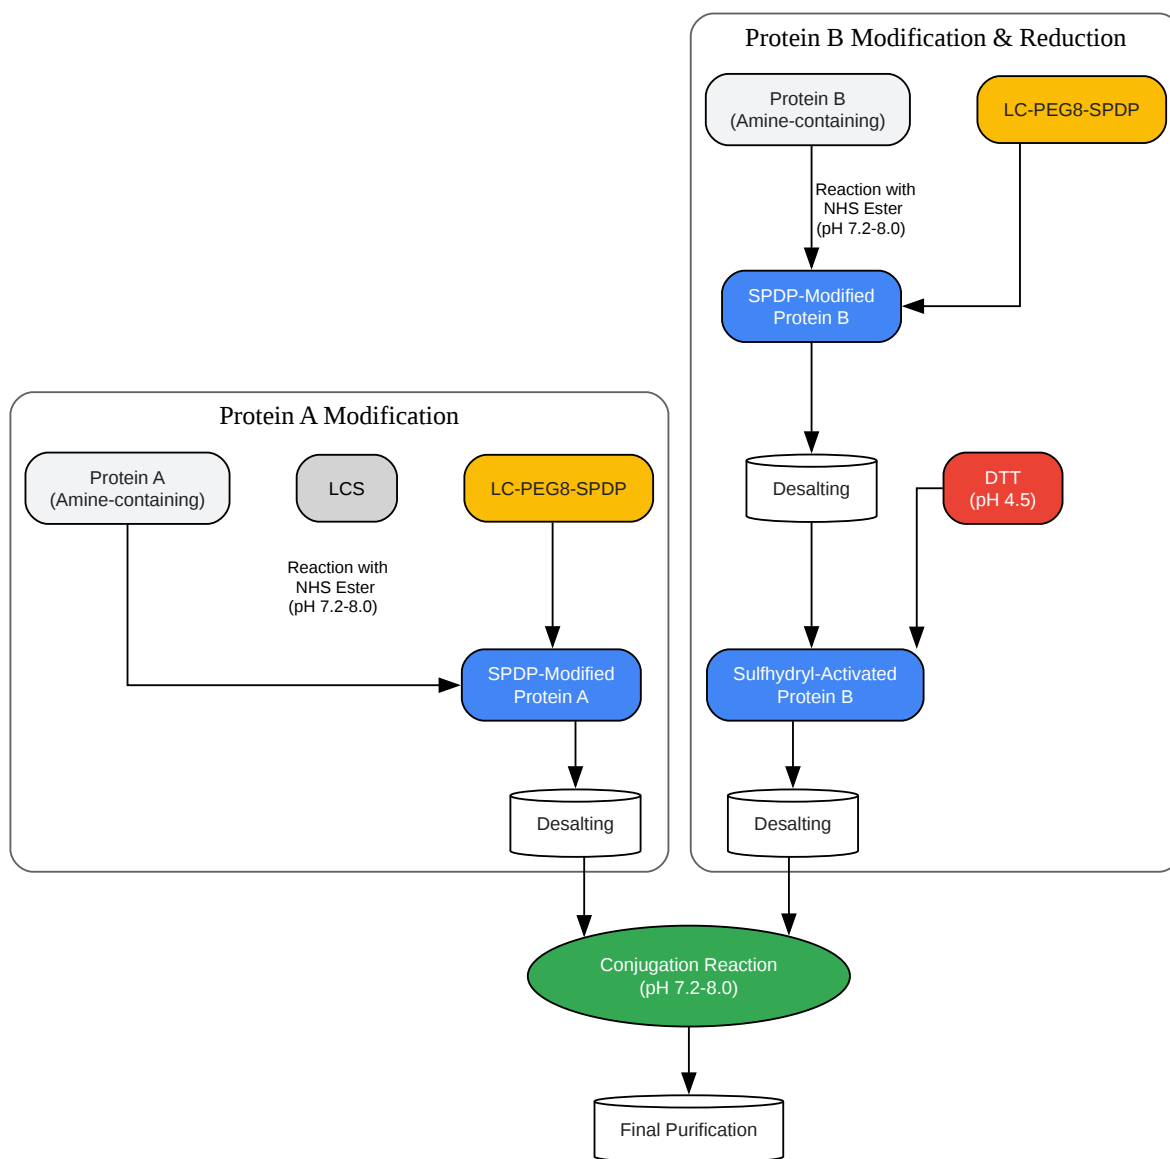 Protein B Modification & Reduction
Protein B
(Amine-containing)
LC-PEG8-SPDP
Reaction with
NHS Ester
(pH 7.2-8.0)
SPDP-Modified
Protein B
Desalting
DTT
(pH 4.5)
Sulfhydryl-Activated
Protein B
Desalting
Protein A Modification
Protein A
(Amine-containing)
LCS
LC-PEG8-SPDP
Reaction with
NHS Ester
(pH 7.2-8.0)
SPDP-Modified
Protein A
Desalting
Conjugation Reaction
(pH 7.2-8.0)
Final Purification